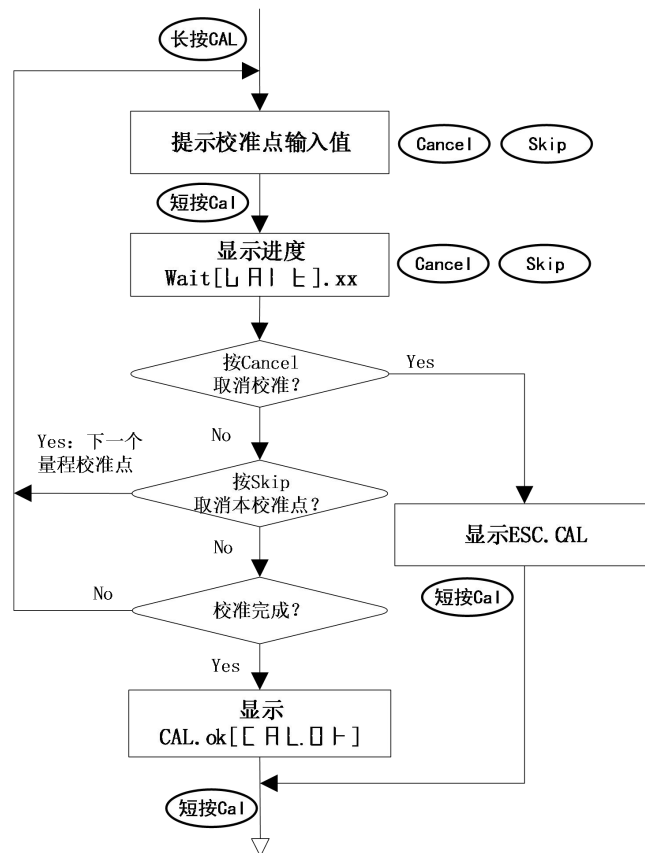 长按CAL
提示校准点输入值
Cancel
Skip
短按Cal
显示进度
Wait[WAIt].xx
Cancel
Skip
按Cancel
取消校准？
Yes
No
Yes: 下一个
量程校准点
按Skip
取消本校准点？
显示ESC.CAL
No
No
校准完成？
短按Cal
Yes
显示
CAL.ok[CAL.Ok]
短按Cal